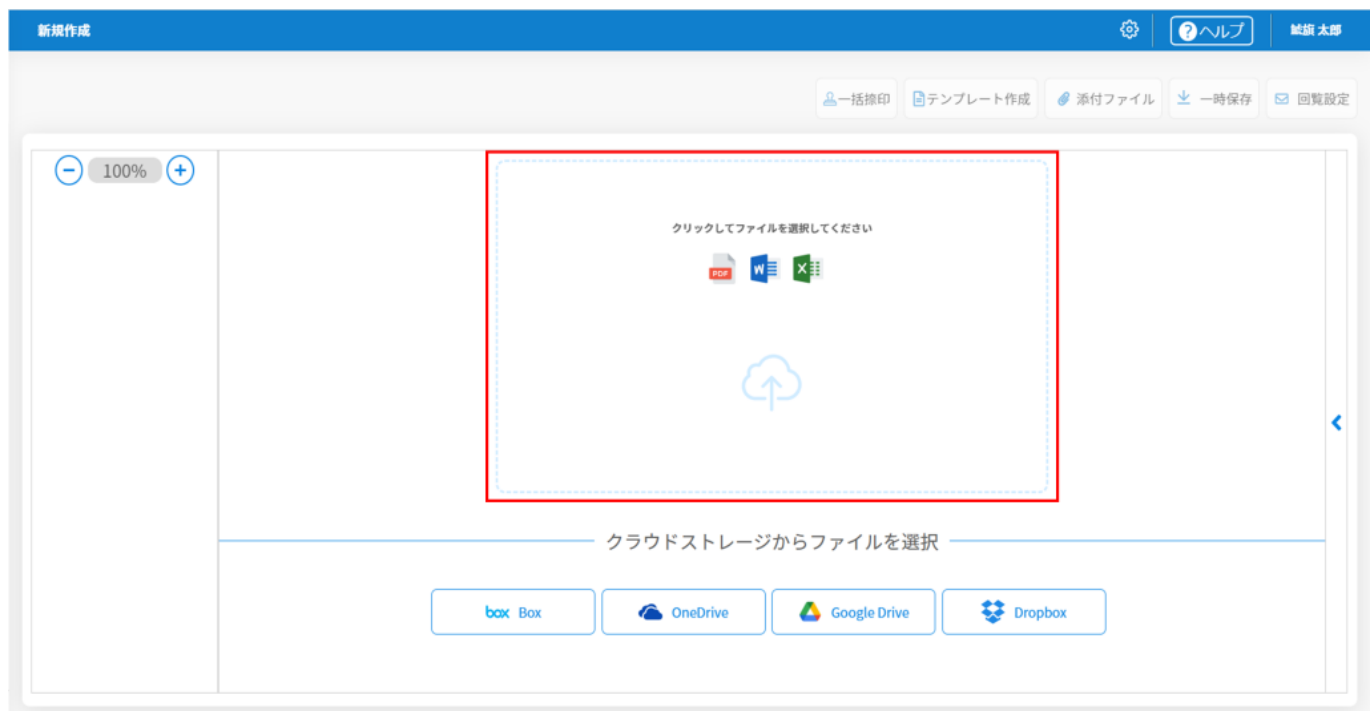 新規作成
?ヘルプ
太郎
一括捺印
テンプレート作成
添付ファイル
一時保存
回覧設定
100%
クリックしてファイルを選択してください
PDF
W
X
クラウドストレージからファイルを選択
box Box
OneDrive
Google Drive
Dropbox